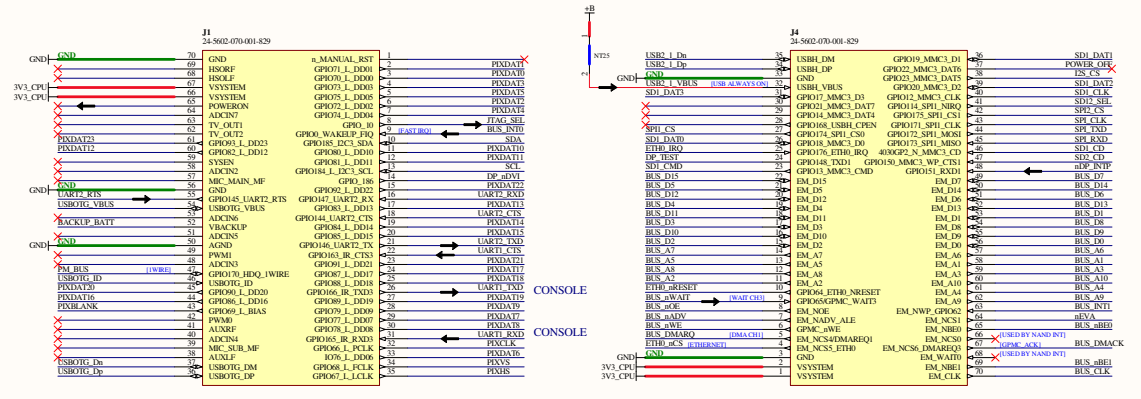 J1
24-5602-070-001-829
GND GND 70 GND n_MANUAL_RST 1
69 HSORF GPIO71_L_DD01 2 PIXDAT1
68 HSOLF GPIO70_L_DD00 3 PIXDAT0
3V3_CPU 67 VSYSTEM GPIO73_L_DD03 4 PIXDAT3
3V3_CPU 66 VSYSTEM GPIO75_L_DD05 5 PIXDAT5
65 POWERON GPIO72_L_DD02 6 PIXDAT2
64 ADCIN7 GPIO74_L_DD04 7 PIXDAT4
63 TV_OUT1 GPIO_10 8 JTAG_SEL
62 TV_OUT2 GPIO0_WAKEUP_FIQ 9 [FAST IRQ] BUS_INT0
PIXDAT23 61 GPIO93_L_DD23 GPIO185_I2C3_SDA 10 SDA
PIXDAT12 60 GPIO82_L_DD12 GPIO80_L_DD10 11 PIXDAT10
59 SYSEN GPIO81_L_DD11 12 PIXDAT11
58 ADCIN2 GPIO184_L_I2C3_SCL 13 SCL
57 MIC_MAIN_MF GPIO_186 14 DP_nDVI
GND GND 56 GND GPIO92_L_DD22 15 PIXDAT22
UART2_RTS 55 GPIO145_UART2_RTS GPIO147_UART2_RX 16 UART2_RXD
USBOTG_VBUS 54 USBOTG_VBUS GPIO83_L_DD13 17 PIXDAT13
53 ADCIN6 GPIO144_UART2_CTS 18 UART2_CTS
BACKUP_BATT 52 VBACKUP GPIO84_L_DD14 19 PIXDAT14
51 ADCIN5 GPIO85_L_DD15 20 PIXDAT15
GND GND 50 AGND GPIO146_UART2_TX 21 UART2_TXD
49 PWM1 GPIO163_IR_CTS3 22 UART1_CTS
48 ADCIN3 GPIO91_L_DD21 23 PIXDAT21
PM_BUS [1WIRE] 47 GPIO170_HDQ_1WIRE GPIO87_L_DD17 24 PIXDAT17
USBOTG_ID 46 USBOTG_ID GPIO88_L_DD18 25 PIXDAT18
PIXDAT20 45 GPIO90_L_DD20 GPIO166_IR_TXD3 26 UART1_TXD CONSOLE
PIXDAT16 44 GPIO86_L_DD16 GPIO89_L_DD19 27 PIXDAT19
PIXBLANK 43 GPIO69_L_BIAS GPIO79_L_DD09 28 PIXDAT9
42 PWM0 GPIO77_L_DD07 29 PIXDAT7
41 AUXRF GPIO78_L_DD08 30 PIXDAT8
40 ADCIN4 GPIO165_IR_RXD3 31 UART1_RXD CONSOLE
39 MIC_SUB_MF GPIO66_L_PCLK 32 PIXCLK
38 AUXLF IO76_L_DD06 33 PIXDAT6
USBOTG_Dn 37 USBOTG_DM GPIO68_L_FCLK 34 PIXVS
USBOTG_Dp 36 USBOTG_DP GPIO67_L_LCLK 35 PIXHS
+B
1
NT25
2
J4
24-5602-070-001-829
USB2_1_Dn 35 USBH_DM GPIO19_MMC3_D1 36 SD1_DAT1
USB2_1_Dp 34 USBH_DP GPIO22_MMC3_DAT6 37 POWER_OFF
GND GND 33 GND GPIO23_MMC3_DAT5 38 I2S_CS
USB2_1_VBUS [USB ALWAYS ON] 32 USBH_VBUS GPIO20_MMC3_D2 39 SD1_DAT2
SD1_DAT3 31 GPIO17_MMC3_D3 GPIO12_MMC3_CLK 40 SD1_CLK
30 GPIO21_MMC3_DAT7 GPIO114_SPI1_NIRQ 41 SD12_SEL
29 GPIO14_MMC3_DAT4 GPIO175_SPI1_CS1 42 SPI2_CS
28 GPIO168_USBH_CPEN GPIO171_SPI1_CLK 43 SPI_CLK
SPI1_CS 27 GPIO174_SPI1_CS0 GPIO172_SPI1_MOSI 44 SPI_TXD
SD1_DAT0 26 GPIO18_MMC3_D0 GPIO173_SPI1_MISO 45 SPI_RXD
ETH0_IRQ 25 GPIO176_ETH0_IRQ 4030GP2_N_MMC3_CD 46 SD1_CD
DP_TEST 24 GPIO148_TXD1 GPIO150_MMC3_WP_CTS1 47 SD2_CD
SD1_CMD 23 GPIO13_MMC3_CMD GPIO151_RXD1 48 nDP_INTP
BUS_D15 22 EM_D15 EM_D7 49 BUS_D7
BUS_D5 21 EM_D5 EM_D14 50 BUS_D14
BUS_D12 20 EM_D12 EM_D6 51 BUS_D6
BUS_D4 19 EM_D4 EM_D13 52 BUS_D13
BUS_D11 18 EM_D11 EM_D1 53 BUS_D1
BUS_D3 17 EM_D3 EM_D8 54 BUS_D8
BUS_D10 16 EM_D10 EM_D9 55 BUS_D9
BUS_D2 15 EM_D2 EM_D0 56 BUS_D0
BUS_A7 14 EM_A7 EM_A6 57 BUS_A6
BUS_A5 13 EM_A5 EM_A1 58 BUS_A1
BUS_A8 12 EM_A8 EM_A3 59 BUS_A3
BUS_A2 11 EM_A2 EM_A10 60 BUS_A10
ETH0_nRESET 10 GPIO64_ETH0_NRESET EM_A4 61 BUS_A4
BUS_nWAIT [WAIT CH3] 9 GPIO65/GPMC_WAIT3 EM_A9 62 BUS_A9
BUS_nOE 8 EM_NOE EM_NWP_GPIO62 63 BUS_INT1
BUS_nADV 7 EM_NADV_ALE EM_NCS1 64 nEVA
BUS_nWE 6 GPMC_nWE EM_NBE0 65 BUS_nBE0
BUS_DMARQ [DMA CH1] 5 EM_NCS4/DMAREQ1 EM_NCS0 66 [USED BY NAND INT]
ETH0_nCS [ETHERNET] 4 EM_NCS5_ETH0 EM_NCS6_DMAREQ3 67 [GPMC_ACK] BUS_DMACK
GND GND 3 GND EM_WAIT0 68 [USED BY NAND INT]
3V3_CPU 2 VSYSTEM EM_NBE1 69 BUS_nBE1
3V3_CPU 1 VSYSTEM EM_CLK 70 BUS_CLK